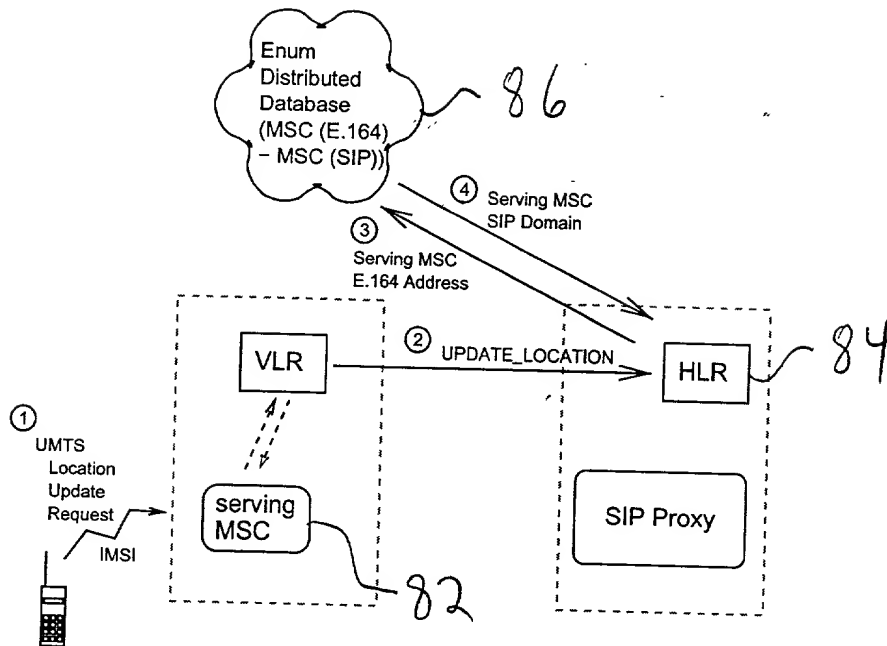 Enum
Distributed
Database
(MSC (E.164)
– MSC (SIP))
86
④ Serving MSC
SIP Domain
③
Serving MSC
E.164 Address
VLR
② UPDATE_LOCATION
HLR
84
①
UMTS
Location
Update
Request
IMSI
serving
MSC
SIP Proxy
82